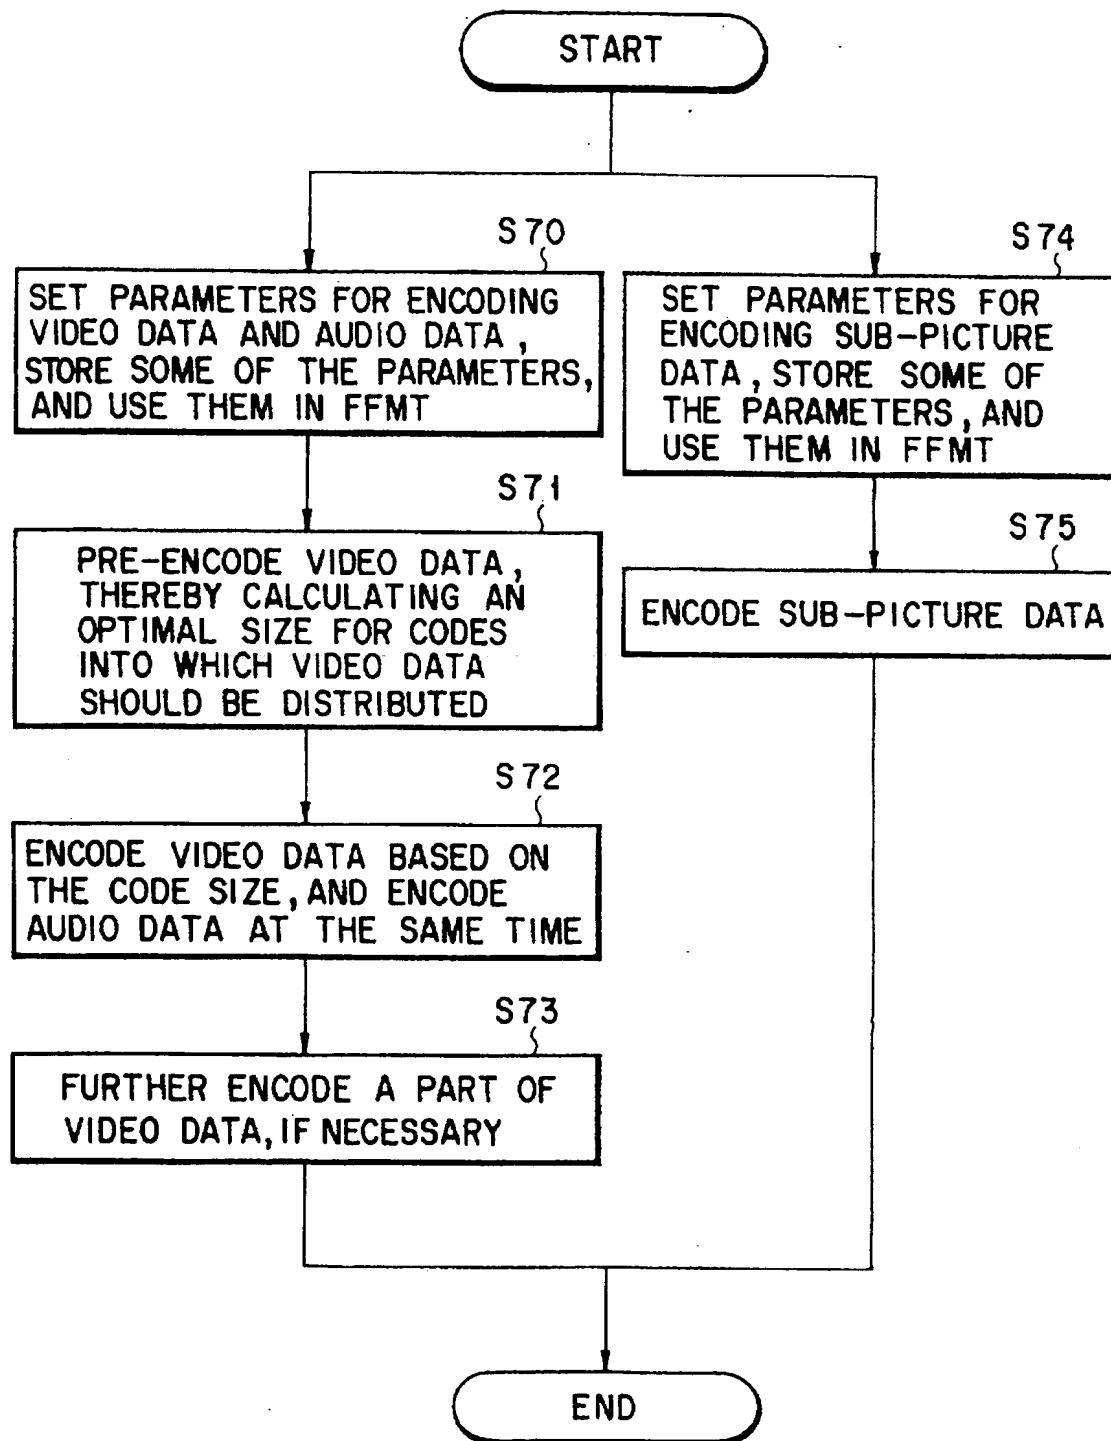 START
S70
SET PARAMETERS FOR ENCODING
VIDEO DATA AND AUDIO DATA,
STORE SOME OF THE PARAMETERS,
AND USE THEM IN FFMT
S71
PRE-ENCODE VIDEO DATA,
THEREBY CALCULATING AN
OPTIMAL SIZE FOR CODES
INTO WHICH VIDEO DATA
SHOULD BE DISTRIBUTED
S72
ENCODE VIDEO DATA BASED ON
THE CODE SIZE, AND ENCODE
AUDIO DATA AT THE SAME TIME
S73
FURTHER ENCODE A PART OF
VIDEO DATA, IF NECESSARY
S74
SET PARAMETERS FOR
ENCODING SUB-PICTURE
DATA, STORE SOME OF
THE PARAMETERS, AND
USE THEM IN FFMT
S75
ENCODE SUB-PICTURE DATA
END